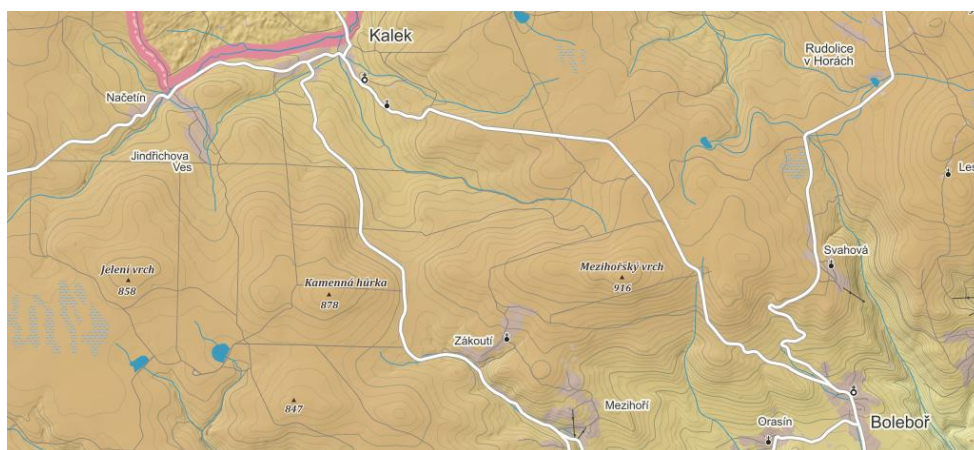 Kalek
Rudolice
v Horách
Načetín
Jindřichova
Ves
Les
Svahová
Jelení vrch
858
Kamenná hůrka
878
Mezihořský vrch
916
Zákoutí
847
Mezihoří
Orasín
Boleboř